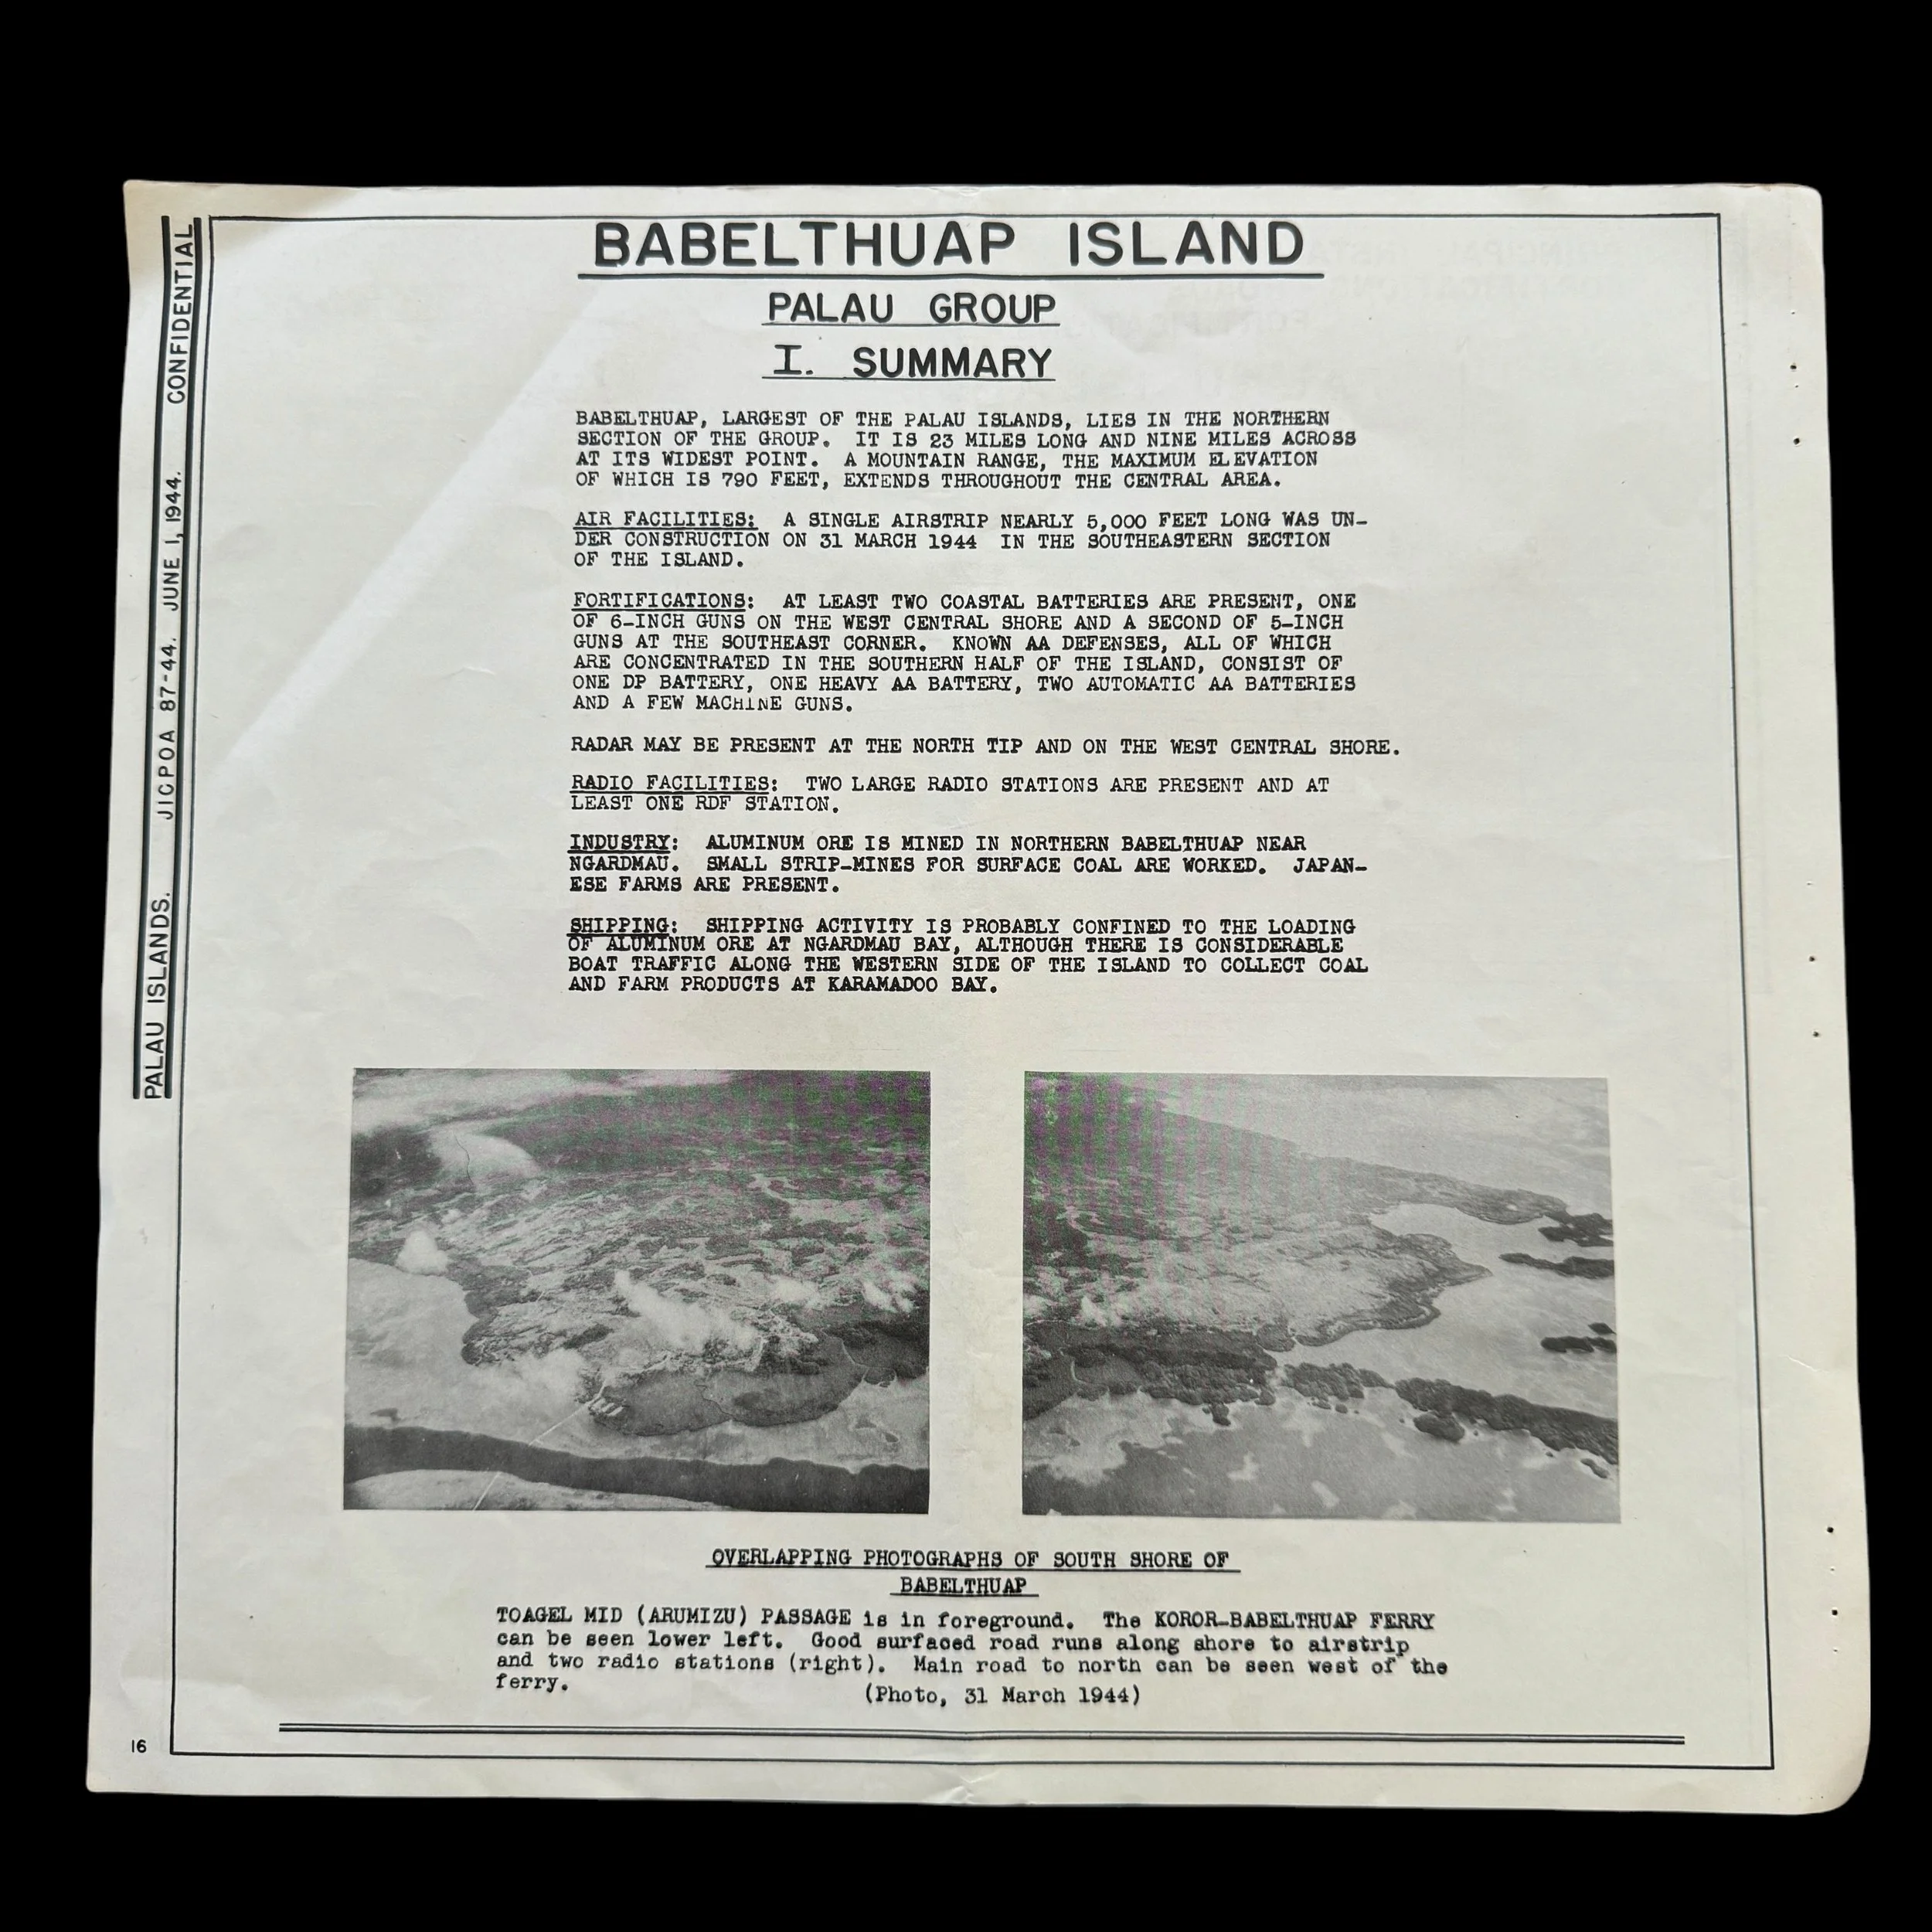 BABELTHUAP ISLAND
PALAU GROUP
I. SUMMARY
BABELTHUAP, LARGEST OF THE PALAU ISLANDS, LIES IN THE NORTHERN
SECTION OF THE GROUP. IT IS 23 MILES LONG AND NINE MILES ACROSS
AT ITS WIDEST POINT. A MOUNTAIN RANGE, THE MAXIMUM ELEVATION
OF WHICH IS 790 FEET, EXTENDS THROUGHOUT THE CENTRAL AREA.
AIR FACILITIES: A SINGLE AIRSTRIP NEARLY 5,000 FEET LONG WAS UN-
DER CONSTRUCTION ON 31 MARCH 1944 IN THE SOUTHEASTERN SECTION
OF THE ISLAND.
FORTIFICATIONS: AT LEAST TWO COASTAL BATTERIES ARE PRESENT, ONE
OF 6-INCH GUNS ON THE WEST CENTRAL SHORE AND A SECOND OF 5-INCH
GUNS AT THE SOUTHEAST CORNER. KNOWN AA DEFENSES, ALL OF WHICH
ARE CONCENTRATED IN THE SOUTHERN HALF OF THE ISLAND, CONSIST OF
ONE DP BATTERY, ONE HEAVY AA BATTERY, TWO AUTOMATIC AA BATTERIES
AND A FEW MACHINE GUNS.
RADAR MAY BE PRESENT AT THE NORTH TIP AND ON THE WEST CENTRAL SHORE.
RADIO FACILITIES: TWO LARGE RADIO STATIONS ARE PRESENT AND AT
LEAST ONE RDF STATION.
INDUSTRY: ALUMINUM ORE IS MINED IN NORTHERN BABELTHUAP NEAR
NGARDMAU. SMALL STRIP-MINES FOR SURFACE COAL ARE WORKED. JAPAN-
ESE FARMS ARE PRESENT.
SHIPPING: SHIPPING ACTIVITY IS PROBABLY CONFINED TO THE LOADING
OF ALUMINUM ORE AT NGARDMAU BAY, ALTHOUGH THERE IS CONSIDERABLE
BOAT TRAFFIC ALONG THE WESTERN SIDE OF THE ISLAND TO COLLECT COAL
AND FARM PRODUCTS AT KARAMADOO BAY.
OVERLAPPING PHOTOGRAPHS OF SOUTH SHORE OF
BABELTHUAP
TOAGEL MID (ARUMIZU) PASSAGE is in foreground. The KOROR-BABELTHUAP FERRY
can be seen lower left. Good surfaced road runs along shore to airstrip
and two radio stations (right). Main road to north can be seen west of the
ferry.
(Photo, 31 March 1944)
16
PALAU ISLANDS. JICPOA 87-44. JUNE 1, 1944. CONFIDENTIAL